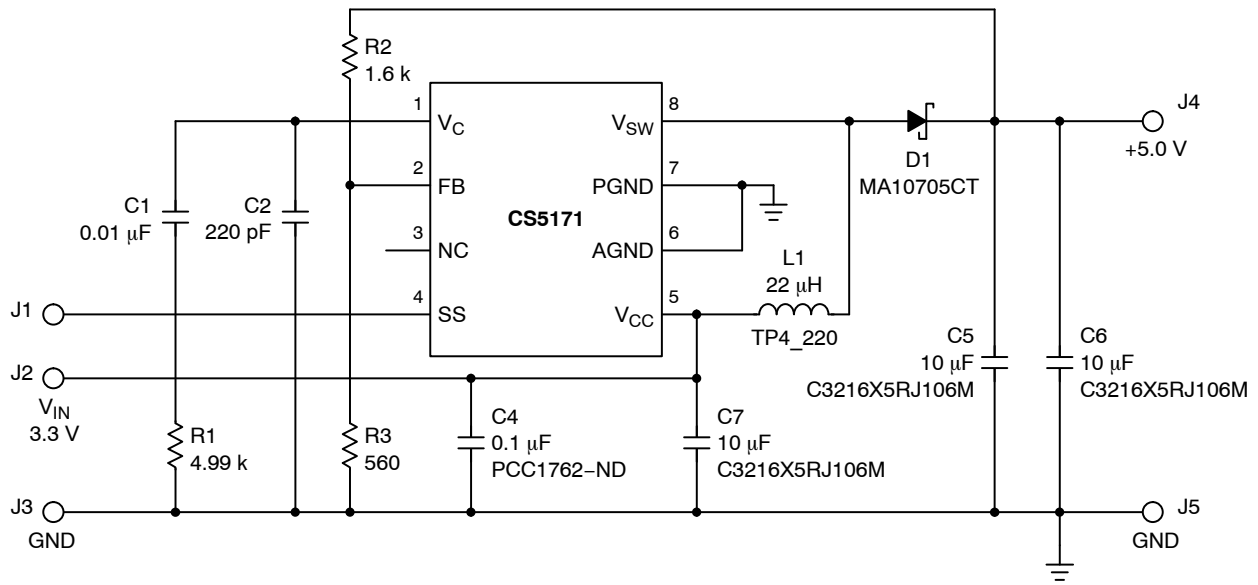 R2
1.6 k
1
V_C
2
FB
3
NC
4
SS
CS5171
8
V_SW
7
PGND
6
AGND
5
V_CC
D1
MA10705CT
J4
+5.0 V
C1
0.01 μF
C2
220 pF
L1
22 μH
TP4_220
J1
J2
V_IN
3.3 V
R1
4.99 k
R3
560
C4
0.1 μF
PCC1762–ND
C7
10 μF
C3216X5RJ106M
C5
10 μF
C3216X5RJ106M
C6
10 μF
C3216X5RJ106M
J3
GND
J5
GND